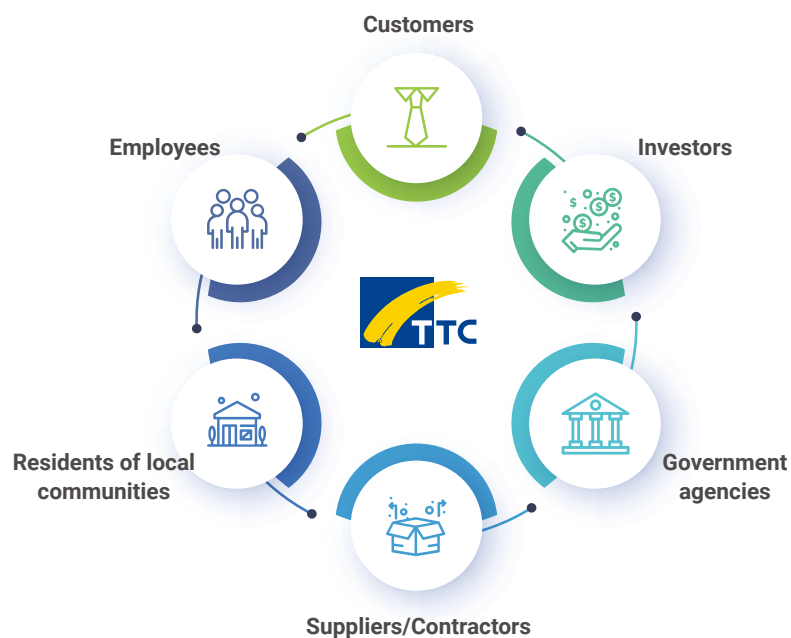 Customers
Employees
Investors
$
$
$
$
TTC
Residents of local
communities
Government
agencies
Suppliers/Contractors